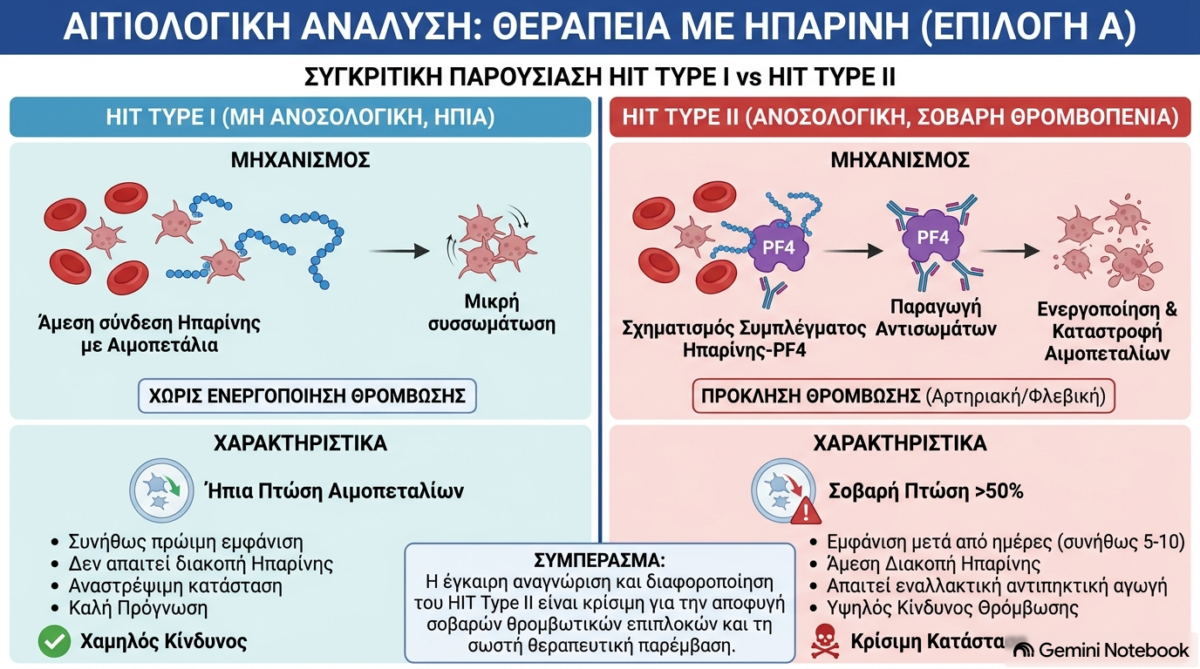 ΑΙΤΙΟΛΟΓΙΚΗ ΑΝΑΛΥΣΗ: ΘΕΡΑΠΕΙΑ ΜΕ ΗΠΑΡΙΝΗ (ΕΠΙΛΟΓΗ Α)
ΣΥΓΚΡΙΤΙΚΗ ΠΑΡΟΥΣΙΑΣΗ HIT TYPE I vs HIT TYPE II
HIT TYPE I (ΜΗ ΑΝΟΣΟΛΟΓΙΚΗ, ΗΠΙΑ)
ΜΗΧΑΝΙΣΜΟΣ
Άμεση σύνδεση Ηπαρίνης
με Αιμοπετάλια
Μικρή
συσσωμάτωση
ΧΩΡΙΣ ΕΝΕΡΓΟΠΟΙΗΣΗ ΘΡΟΜΒΩΣΗΣ
ΧΑΡΑΚΤΗΡΙΣΤΙΚΑ
Ήπια Πτώση Αιμοπεταλίων
• Συνήθως πρώιμη εμφάνιση
• Δεν απαιτεί διακοπή Ηπαρίνης
• Αναστρέψιμη κατάσταση
• Καλή Πρόγνωση
Χαμηλός Κίνδυνος
HIT TYPE II (ΑΝΟΣΟΛΟΓΙΚΗ, ΣΟΒΑΡΗ ΘΡΟΜΒΟΠΕΝΙΑ)
ΜΗΧΑΝΙΣΜΟΣ
PF4
PF4
Σχηματισμός Συμπλέγματος
Ηπαρίνης-PF4
Παραγωγή
Αντισωμάτων
Ενεργοποίηση &
Καταστροφή
Αιμοπεταλίων
ΠΡΟΚΛΗΣΗ ΘΡΟΜΒΩΣΗΣ (Αρτηριακή/Φλεβική)
ΧΑΡΑΚΤΗΡΙΣΤΙΚΑ
Σοβαρή Πτώση >50%
• Εμφάνιση μετά από ημέρες (συνήθως 5-10)
• Άμεση Διακοπή Ηπαρίνης
• Απαιτεί εναλλακτική αντιπηκτική αγωγή
• Υψηλός Κίνδυνος Θρόμβωσης
Κρίσιμη
ΣΥΜΠΕΡΑΣΜΑ:
Η έγκαιρη αναγνώριση και διαφοροποίηση
του HIT Type II είναι κρίσιμη για την αποφυγή
σοβαρών θρομβωτικών επιπλοκών και τη
σωστή θεραπευτική παρέμβαση.
Gemini Notebook